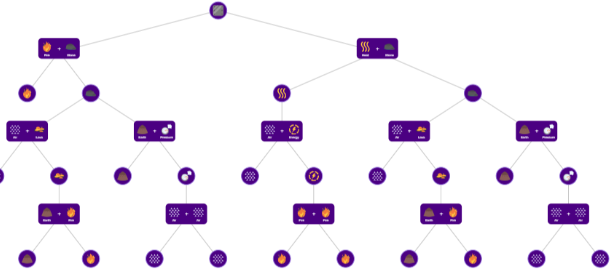 + +
Fire Stone Heat Stone
+ + + + +
Air Lava Earth Pressure Air Energy Air Lava Earth Pressure
+ + + + +
Earth Fire Air Air Fire Fire Earth Fire Air Air